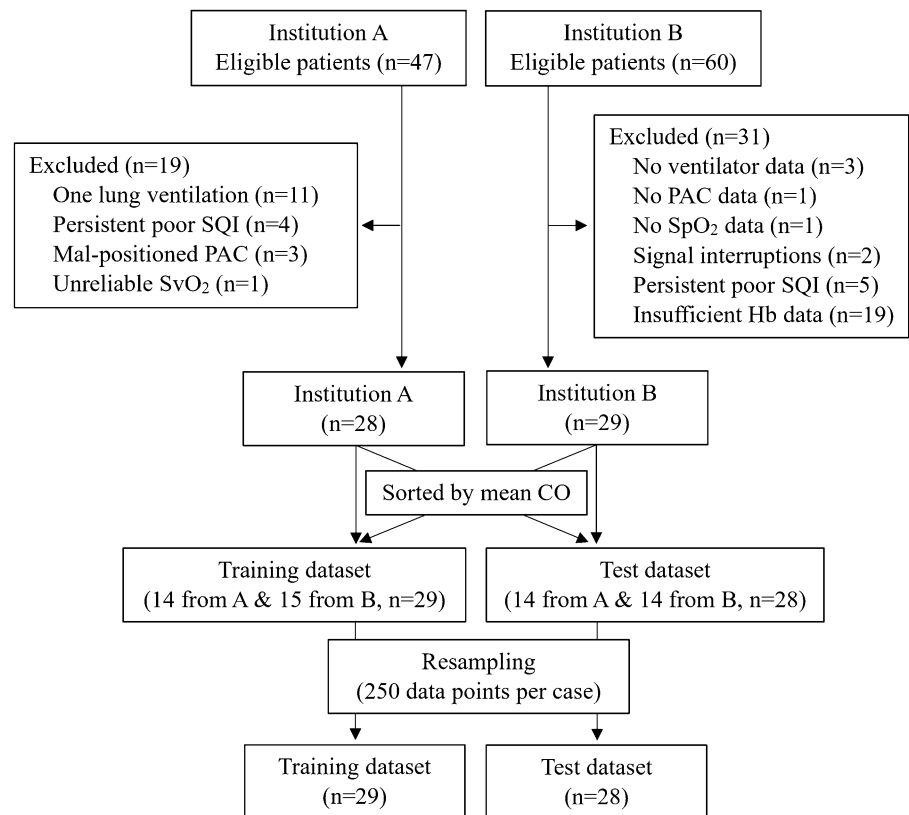 Institution A
Eligible patients (n=47)
Institution B
Eligible patients (n=60)
Excluded (n=19)
One lung ventilation (n=11)
Persistent poor SQI (n=4)
Mal-positioned PAC (n=3)
Unreliable SvO₂ (n=1)
Excluded (n=31)
No ventilator data (n=3)
No PAC data (n=1)
No SpO₂ data (n=1)
Signal interruptions (n=2)
Persistent poor SQI (n=5)
Insufficient Hb data (n=19)
Institution A
(n=28)
Institution B
(n=29)
Sorted by mean CO
Training dataset
(14 from A & 15 from B, n=29)
Test dataset
(14 from A & 14 from B, n=28)
Resampling
(250 data points per case)
Training dataset
(n=29)
Test dataset
(n=28)